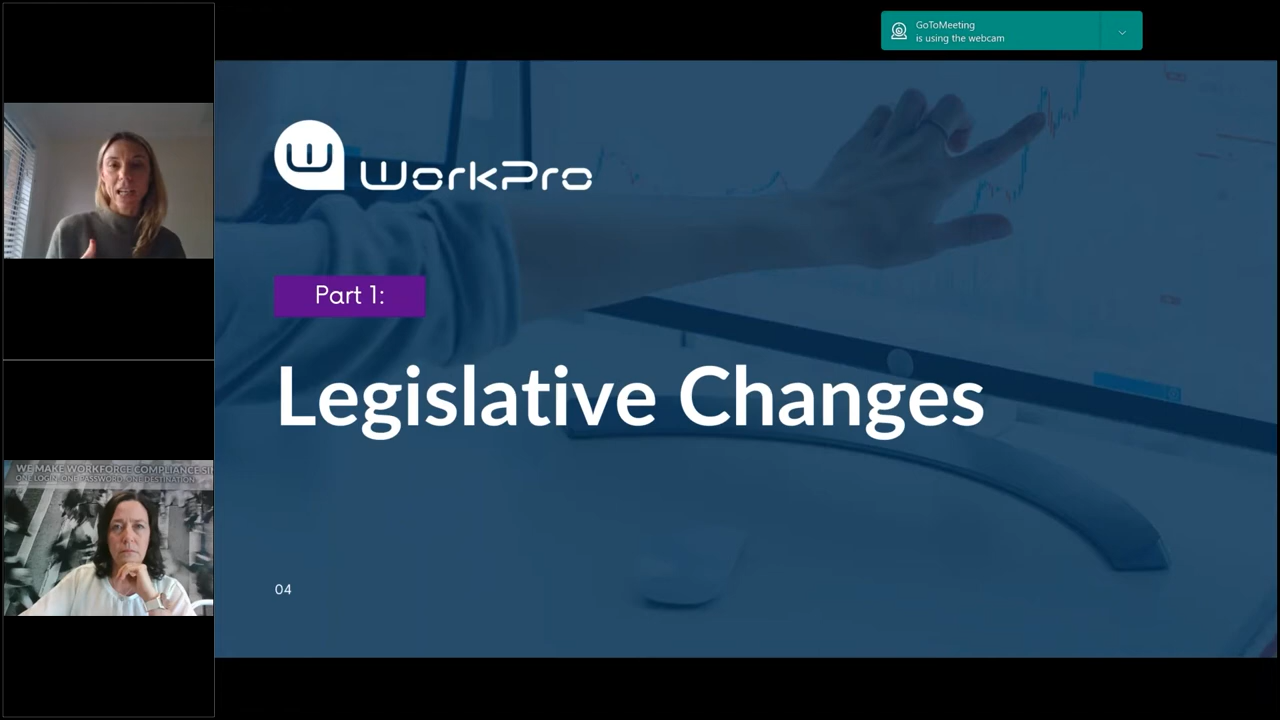 GoToMeeting
is using the webcam
WorkPro
Part 1:
Legislative Changes
04
WE MAKE WORKFORCE COMPLIANCE SI
ONE LOGIN. ONE PASSWORD. ONE DESTINATION.